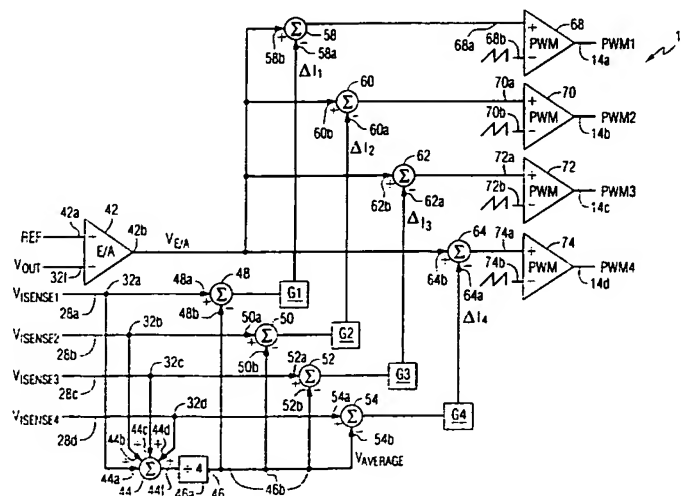 58
58b
58a
ΔI1
68a
68b
68
PWM
PWM1
14a
1
60
60b
60a
ΔI2
70a
70b
70
PWM
PWM2
14b
62
62b
62a
ΔI3
72a
72b
72
PWM
PWM3
14c
42a
42
42b
REF
E/A
VE/A
VOUT
32f
64
64b
64a
ΔI4
74a
74b
74
PWM
PWM4
14d
32a
48a
48
G1
VISENSE1
28a
48b
32b
50a
50
G2
VISENSE2
28b
50b
32c
52a
52
G3
VISENSE3
28c
52b
32d
54a
54
G4
VISENSE4
28d
54b
44c
44d
44b
44a
44
44f
÷ 4
46a
46
46b
VAVERAGE